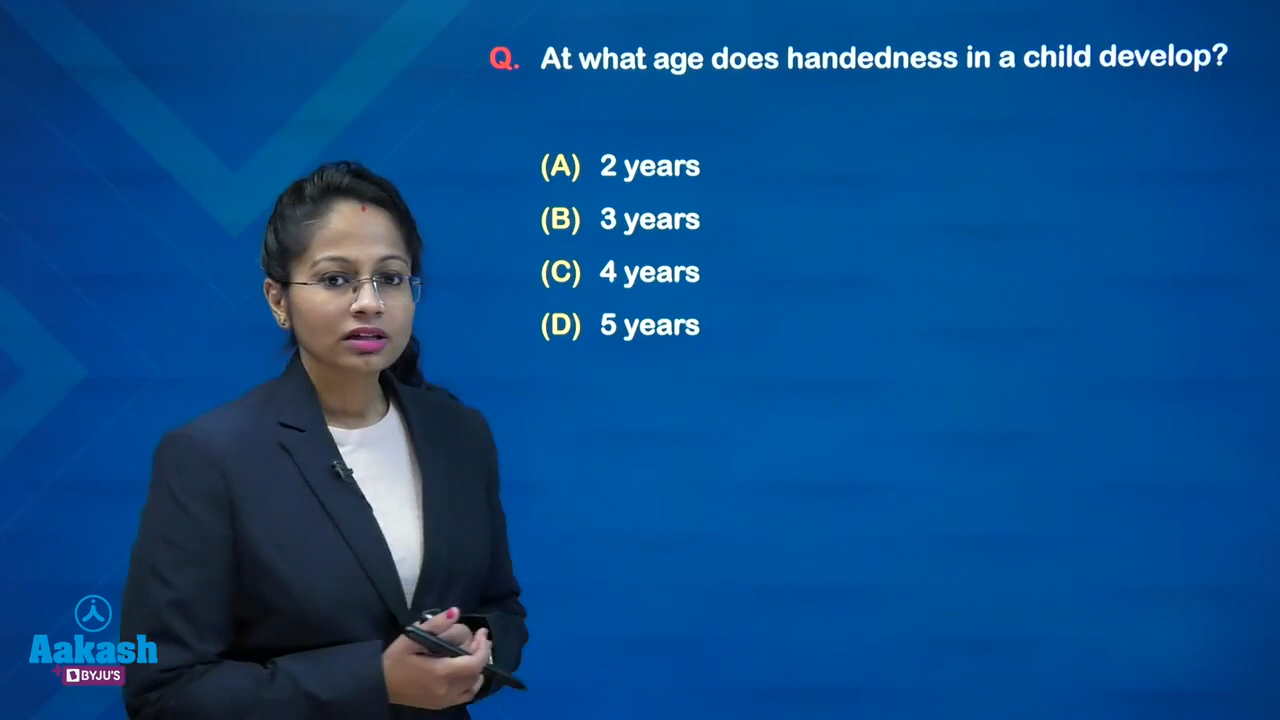 Q. At what age does handedness in a child develop?
(A) 2 years
(B) 3 years
(C) 4 years
(D) 5 years
Aakash
+ BYJU'S